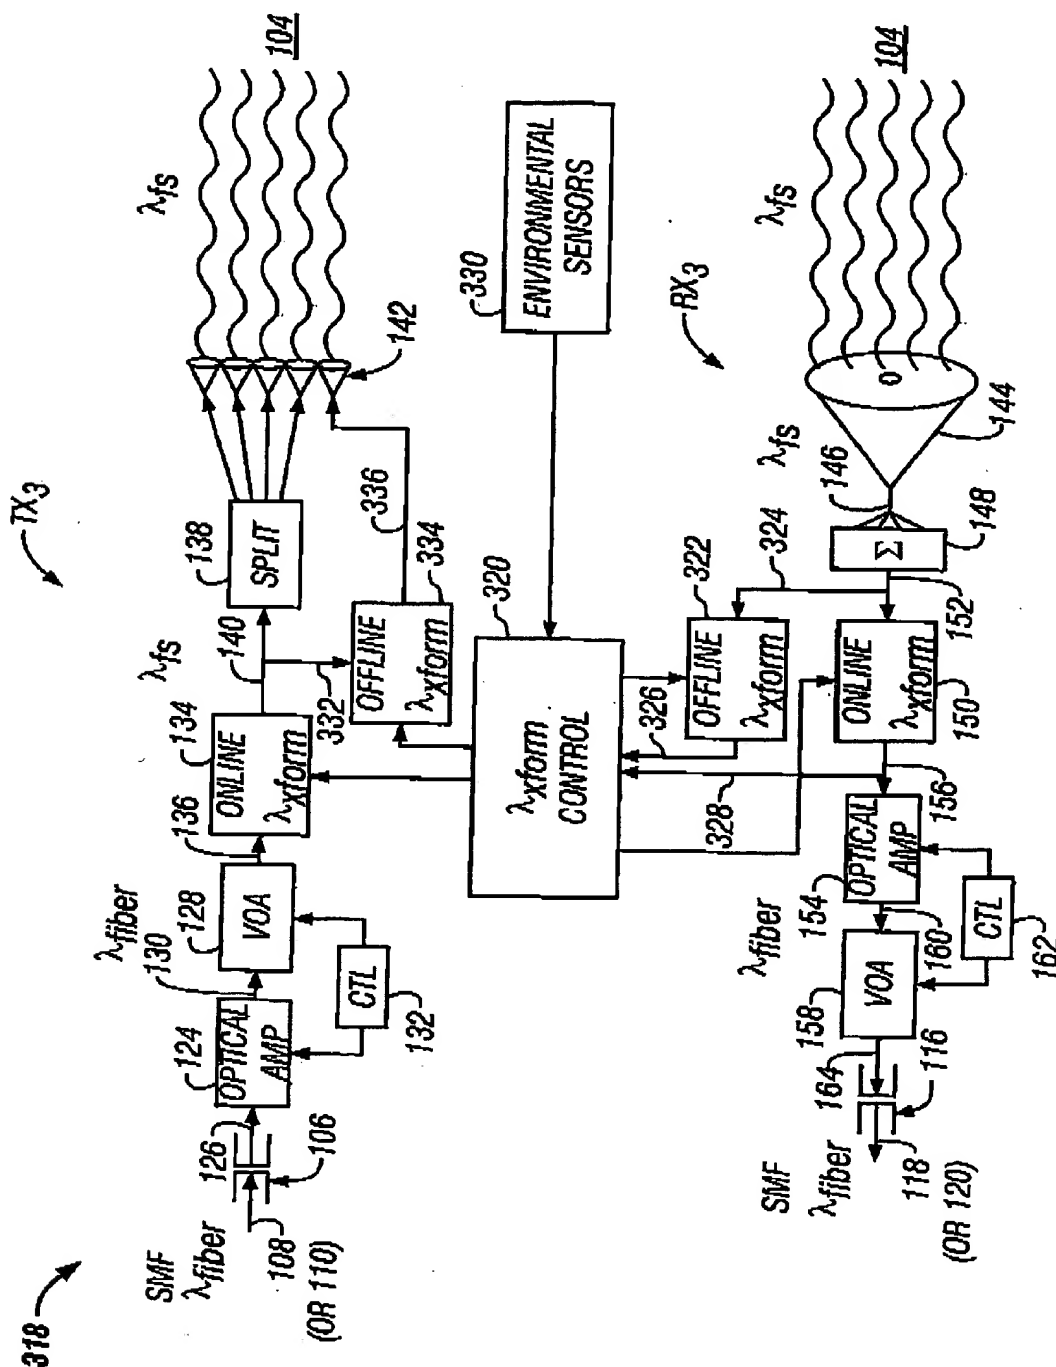 318
TX3
SMF
λfiber
108
(OR 110)
106
126
124
OPTICAL
AMP
130
λfiber
128
VOA
CTL
132
136
134
ONLINE
λxform
λfs
140
138
SPLIT
332
OFFLINE
λxform
334
336
142
λfs
104
320
λxform
CONTROL
330
ENVIRONMENTAL
SENSORS
RX3
λfs
104
144
λfs
146
148
Σ
324
322
OFFLINE
λxform
326
328
152
ONLINE
λxform
150
156
154
OPTICAL
AMP
λfiber
160
158
VOA
CTL
162
164
116
SMF
λfiber
118
(OR 120)